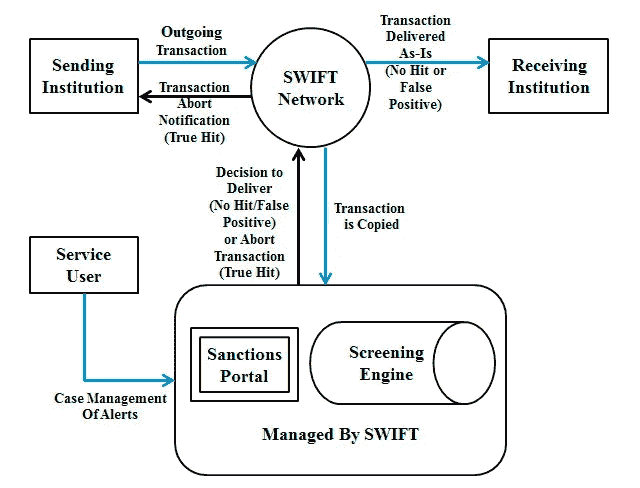 Outgoing
Transaction
Sending
Institution
Transaction
Abort
Notification
(True Hit)
SWIFT
Network
Transaction
Delivered
As-Is
(No Hit or
False
Positive)
Receiving
Institution
Decision to
Deliver
(No Hit/False
Positive)
or Abort
Transaction
(True Hit)
Transaction
is Copied
Service
User
Case Management
Of Alerts
Sanctions
Portal
Screening
Engine
Managed By SWIFT